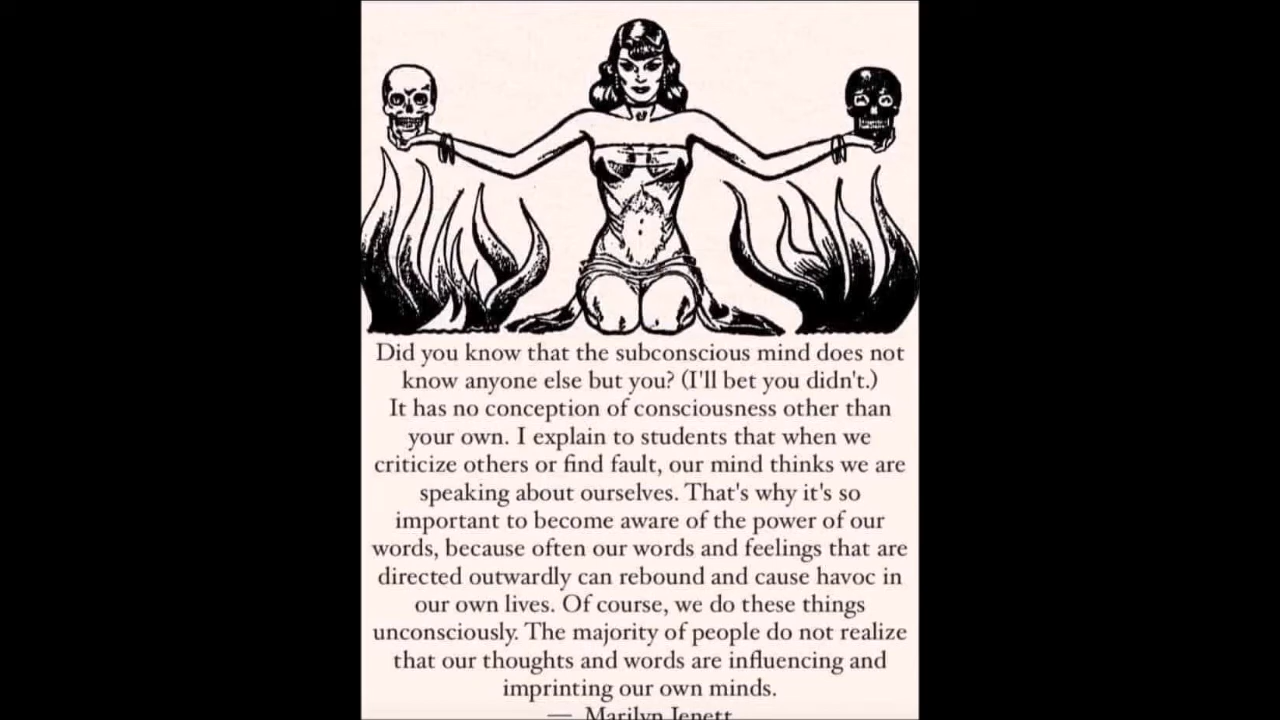 Did you know that the subconscious mind does not
know anyone else but you? (I'll bet you didn't.)
It has no conception of consciousness other than
your own. I explain to students that when we
criticize others or find fault, our mind thinks we are
speaking about ourselves. That's why it's so
important to become aware of the power of our
words, because often our words and feelings that are
directed outwardly can rebound and cause havoc in
our own lives. Of course, we do these things
unconsciously. The majority of people do not realize
that our thoughts and words are influencing and
imprinting our own minds.
— Marilyn Jenett